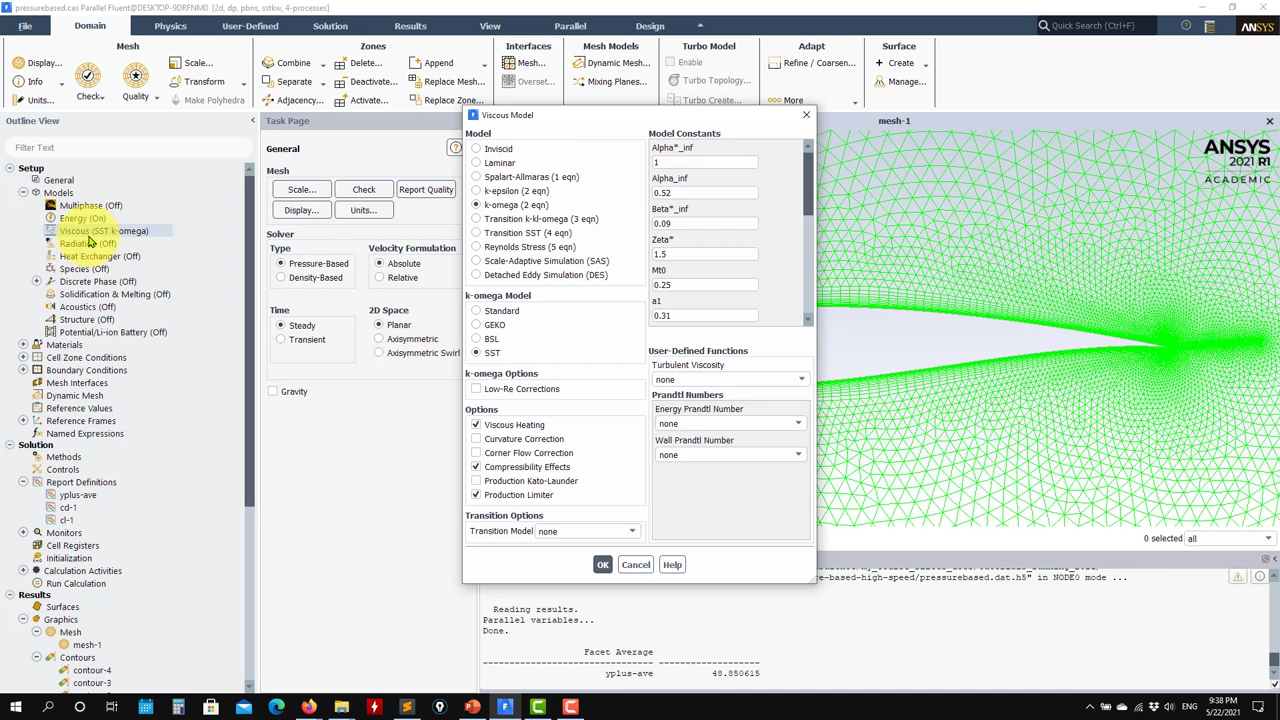 pressurebased.cas Parallel Fluent@DESKTOP-9DRFNM0 [2d, dp, pbns, sstkw, 4-processes]
File
Domain
Physics
User-Defined
Solution
Results
View
Parallel
Design
Quick Search (Ctrl+F)
ANSYS
Mesh
Display...
Info
Units...
Check
Quality
Scale...
Transform
Make Polyhedra
Zones
Combine
Separate
Adjacency...
Delete...
Deactivate...
Activate...
Append
Replace Mesh...
Replace Zone...
Interfaces
Mesh...
Overset...
Mesh Models
Dynamic Mesh...
Mixing Planes...
Turbo Model
Enable
Turbo Topology...
Turbo Create...
Adapt
Refine / Coarsen...
More
Surface
Create
Manage...
Outline View
Filter Text
Setup
General
Models
Multiphase (Off)
Energy (On)
Viscous (SST k-omega)
Radiation (Off)
Heat Exchanger (Off)
Species (Off)
Discrete Phase (Off)
Solidification & Melting (Off)
Acoustics (Off)
Structure (Off)
Potential/Li-ion Battery (Off)
Materials
Cell Zone Conditions
Boundary Conditions
Mesh Interfaces
Dynamic Mesh
Reference Values
Reference Frames
Named Expressions
Solution
Methods
Controls
Report Definitions
yplus-ave
cd-1
cl-1
Monitors
Cell Registers
Initialization
Calculation Activities
Run Calculation
Results
Surfaces
Graphics
Mesh
mesh-1
Contours
contour-4
contour-3
Task Page
General
Mesh
Scale...
Check
Report Quality
Display...
Units...
Solver
Type
Pressure-Based
Density-Based
Velocity Formulation
Absolute
Relative
Time
Steady
Transient
2D Space
Planar
Axisymmetric
Axisymmetric Swirl
Gravity
Viscous Model
Model
Inviscid
Laminar
Spalart-Allmaras (1 eqn)
k-epsilon (2 eqn)
k-omega (2 eqn)
Transition k-kl-omega (3 eqn)
Transition SST (4 eqn)
Reynolds Stress (5 eqn)
Scale-Adaptive Simulation (SAS)
Detached Eddy Simulation (DES)
k-omega Model
Standard
GEKO
BSL
SST
k-omega Options
Low-Re Corrections
Options
Viscous Heating
Curvature Correction
Corner Flow Correction
Compressibility Effects
Production Kato-Launder
Production Limiter
Transition Options
Transition Model none
Model Constants
Alpha*_inf
1
Alpha_inf
0.52
Beta*_inf
0.09
Zeta*
1.5
Mt0
0.25
a1
0.31
User-Defined Functions
Turbulent Viscosity
none
Prandtl Numbers
Energy Prandtl Number
none
Wall Prandtl Number
none
OK
Cancel
Help
mesh-1
ANSYS
2021 R1
ACADEMIC
0 selected all
e-based-high-speed/pressurebased.dat.h5" in NODE0 mode ...
Reading results.
Parallel variables...
Done.
Facet Average
yplus-ave 48.850615
ENG
9:38 PM
5/22/2021